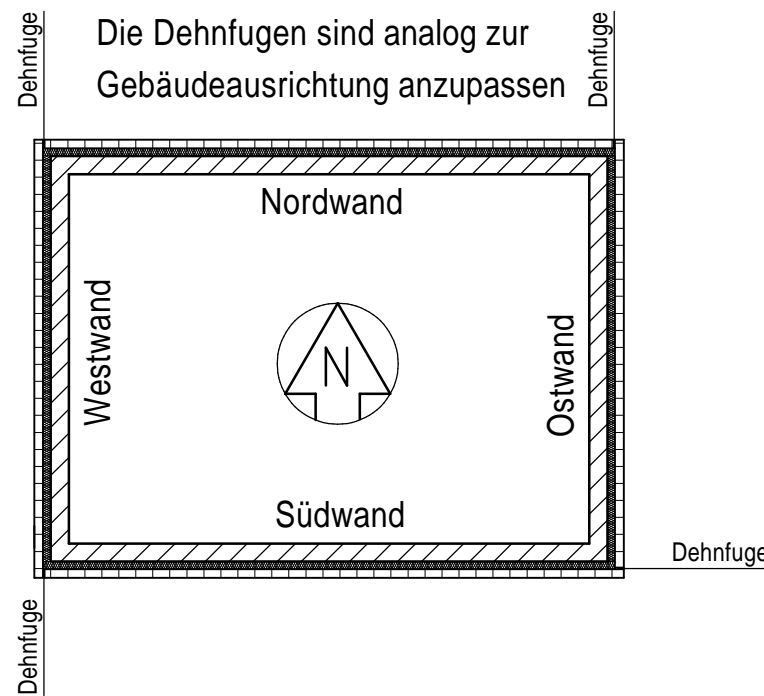 Dehnfuge
Die Dehnfugen sind analog zur
Gebäudeausrichtung anzupassen
Dehnfuge
Nordwand
Westwand
N
Ostwand
Südwand
Dehnfuge
Dehnfuge